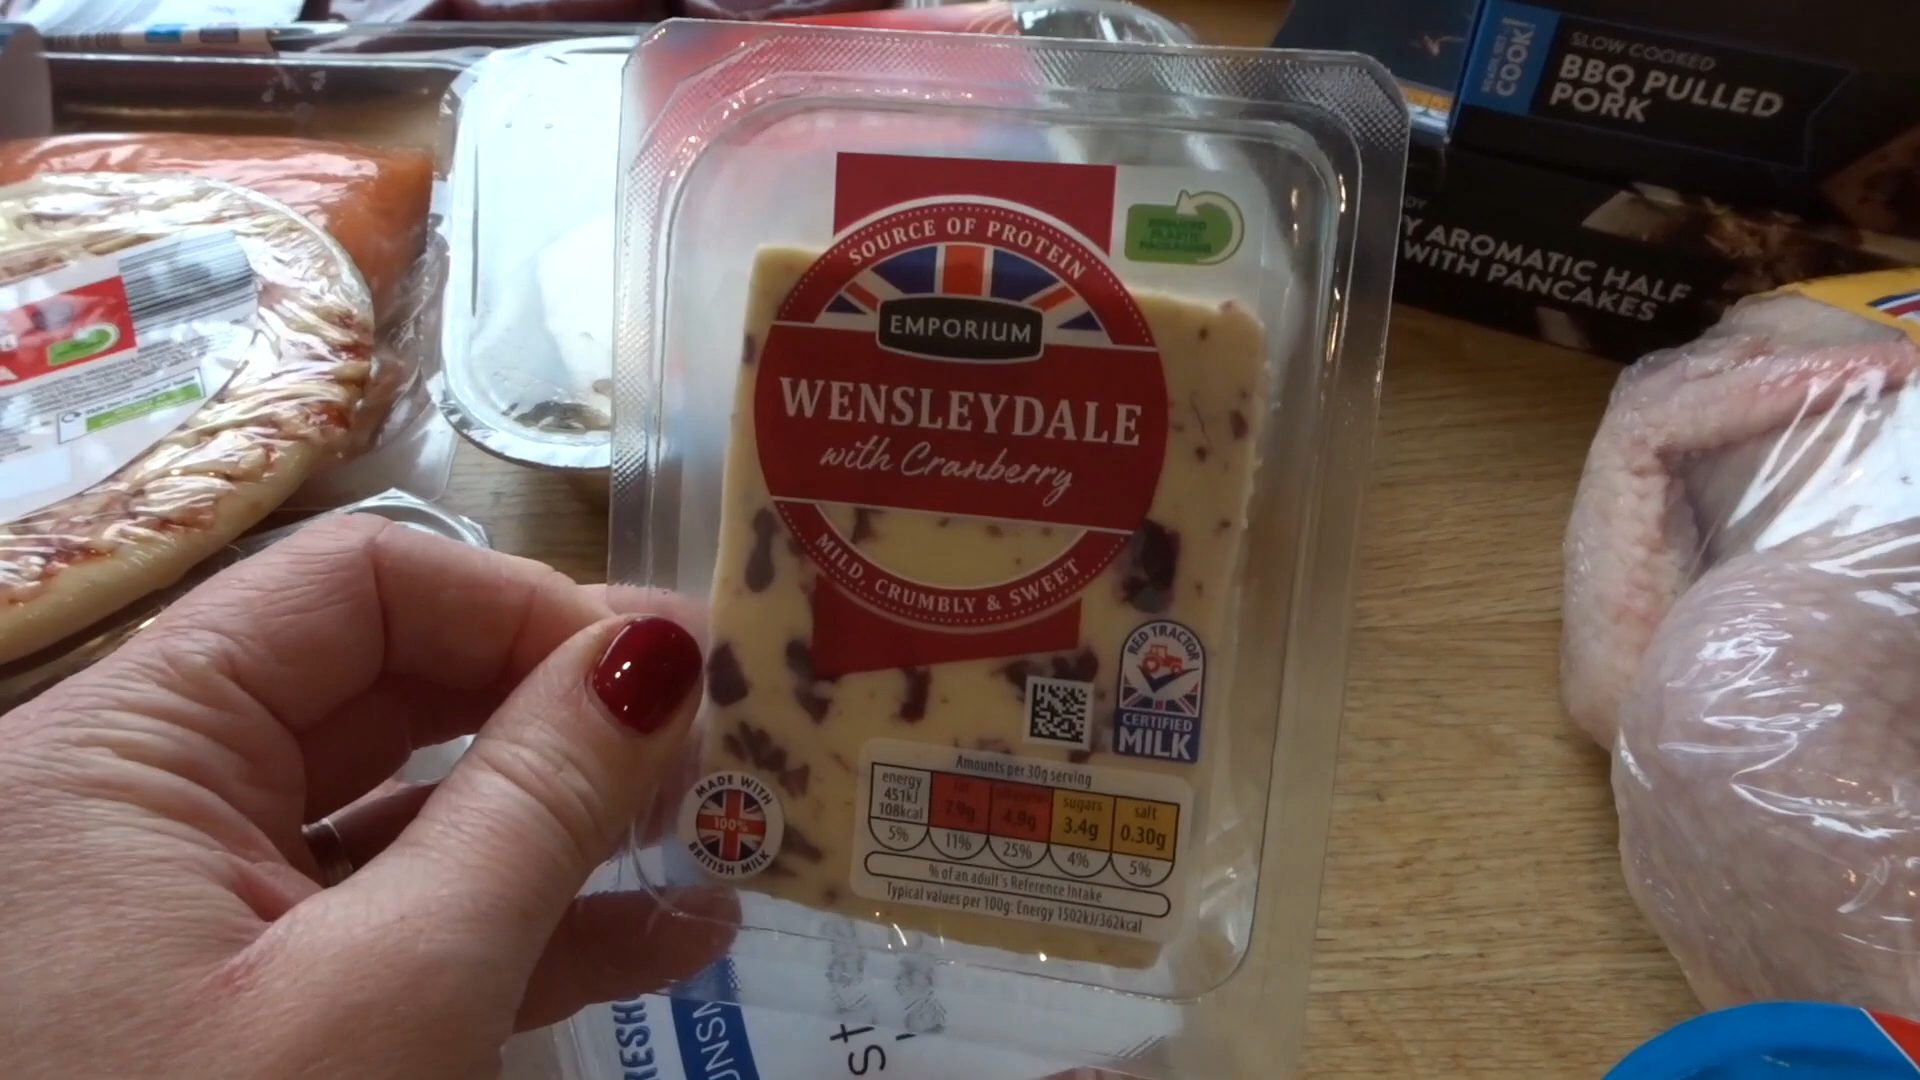 COOK!
SLOW COOKED
BBQ PULLED
PORK
AROMATIC HALF
WITH PANCAKES
SOURCE OF PROTEIN
EMPORIUM
WENSLEYDALE
with Cranberry
MILD, CRUMBLY & SWEET
RED TRACTOR
CERTIFIED
MILK
MADE WITH
100%
BRITISH MILK
Amounts per 30g serving
energy
451kJ
108kcal
5%
fat
7.9g
11%
4.9g
25%
sugars
3.4g
4%
salt
0.30g
5%
% of an adult's Reference Intake
Typical values per 100g: Energy 1502kJ/362kcal